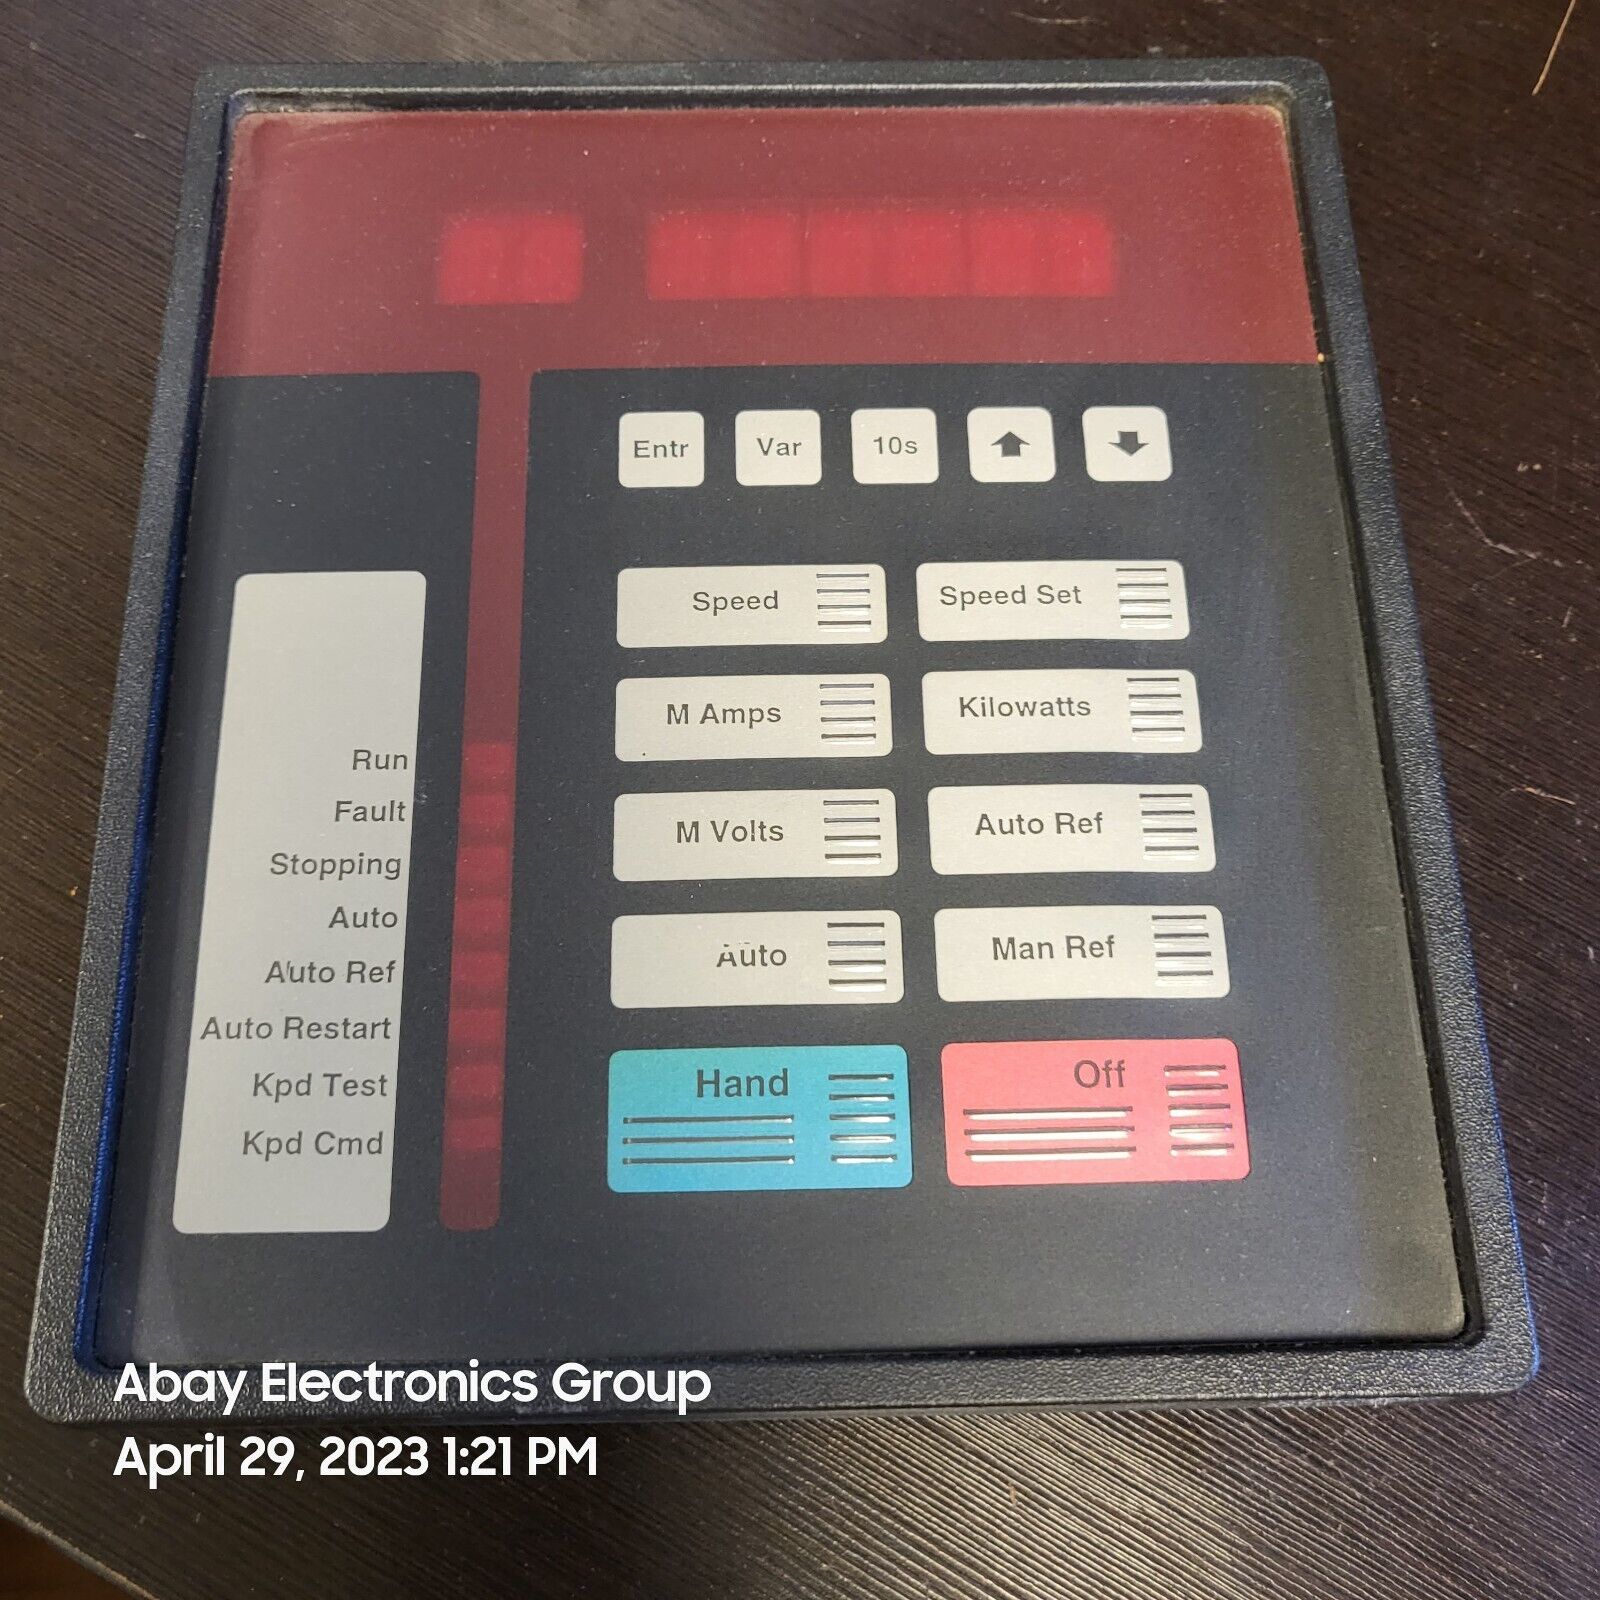 Entr Var 10s
Speed Speed Set
M Amps Kilowatts
M Volts Auto Ref
Auto Man Ref
Hand Off
Run
Fault
Stopping
Auto
Auto Ref
Auto Restart
Kpd Test
Kpd Cmd
Abay Electronics Group
April 29, 2023 1:21 PM